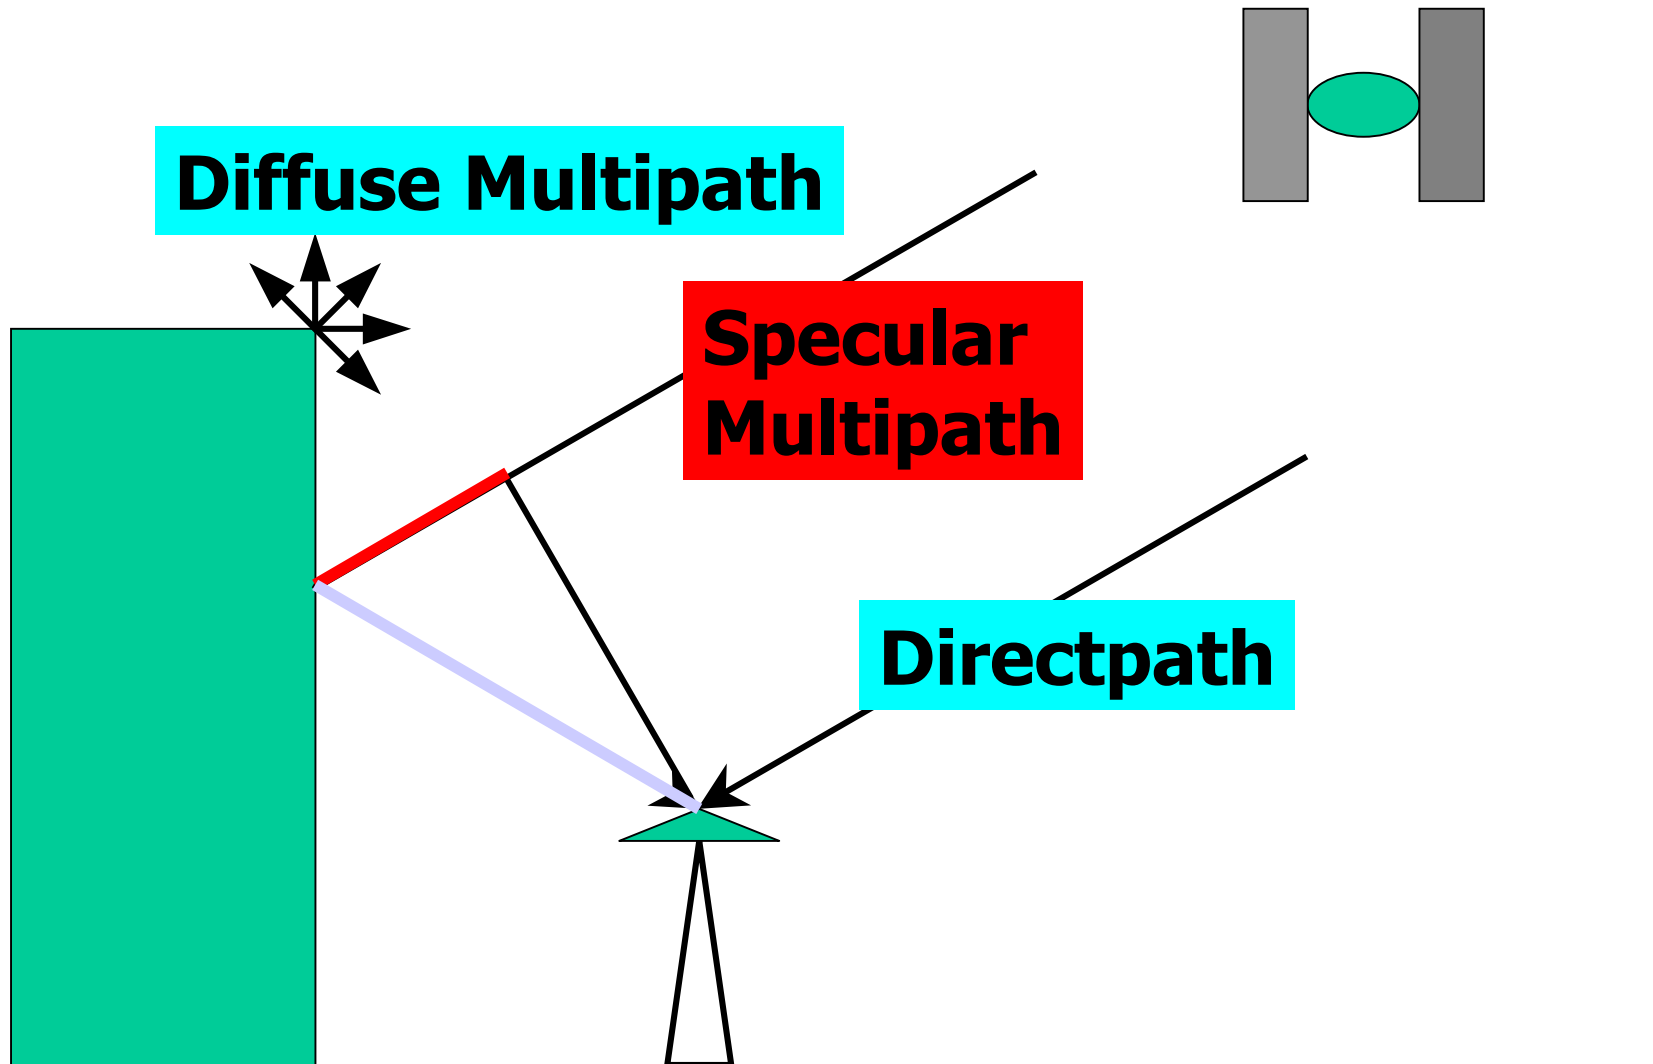 Diffuse Multipath
Specular
Multipath
Directpath